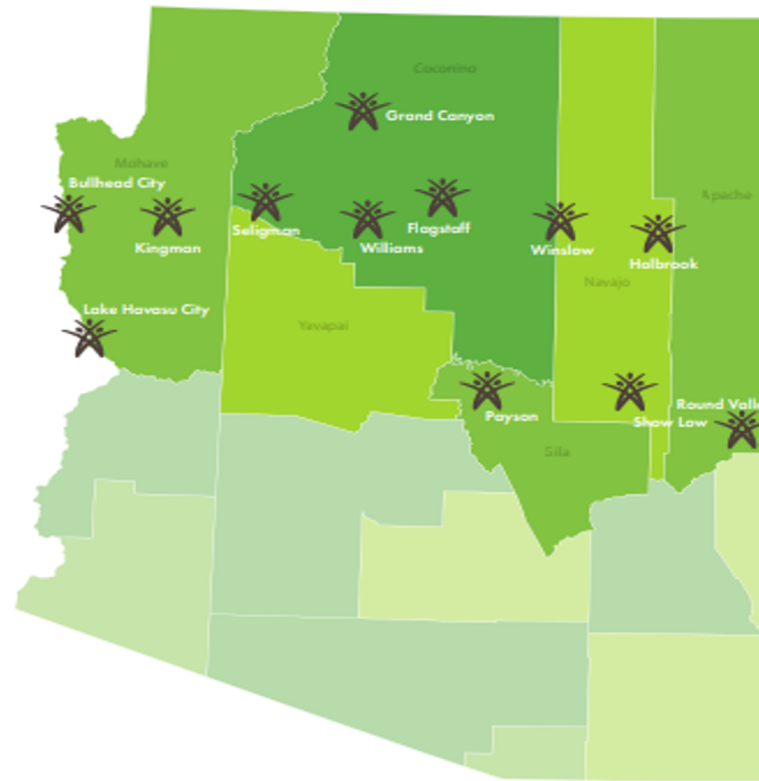 Coconino
Grand Canyon
Mohave
Bullhead City
Apache
Kingman
Seligman
Williams
Flagstaff
Winslow
Holbrook
Navajo
Lake Havasu City
Yavapai
Payson
Round Valle
Show Low
Gila